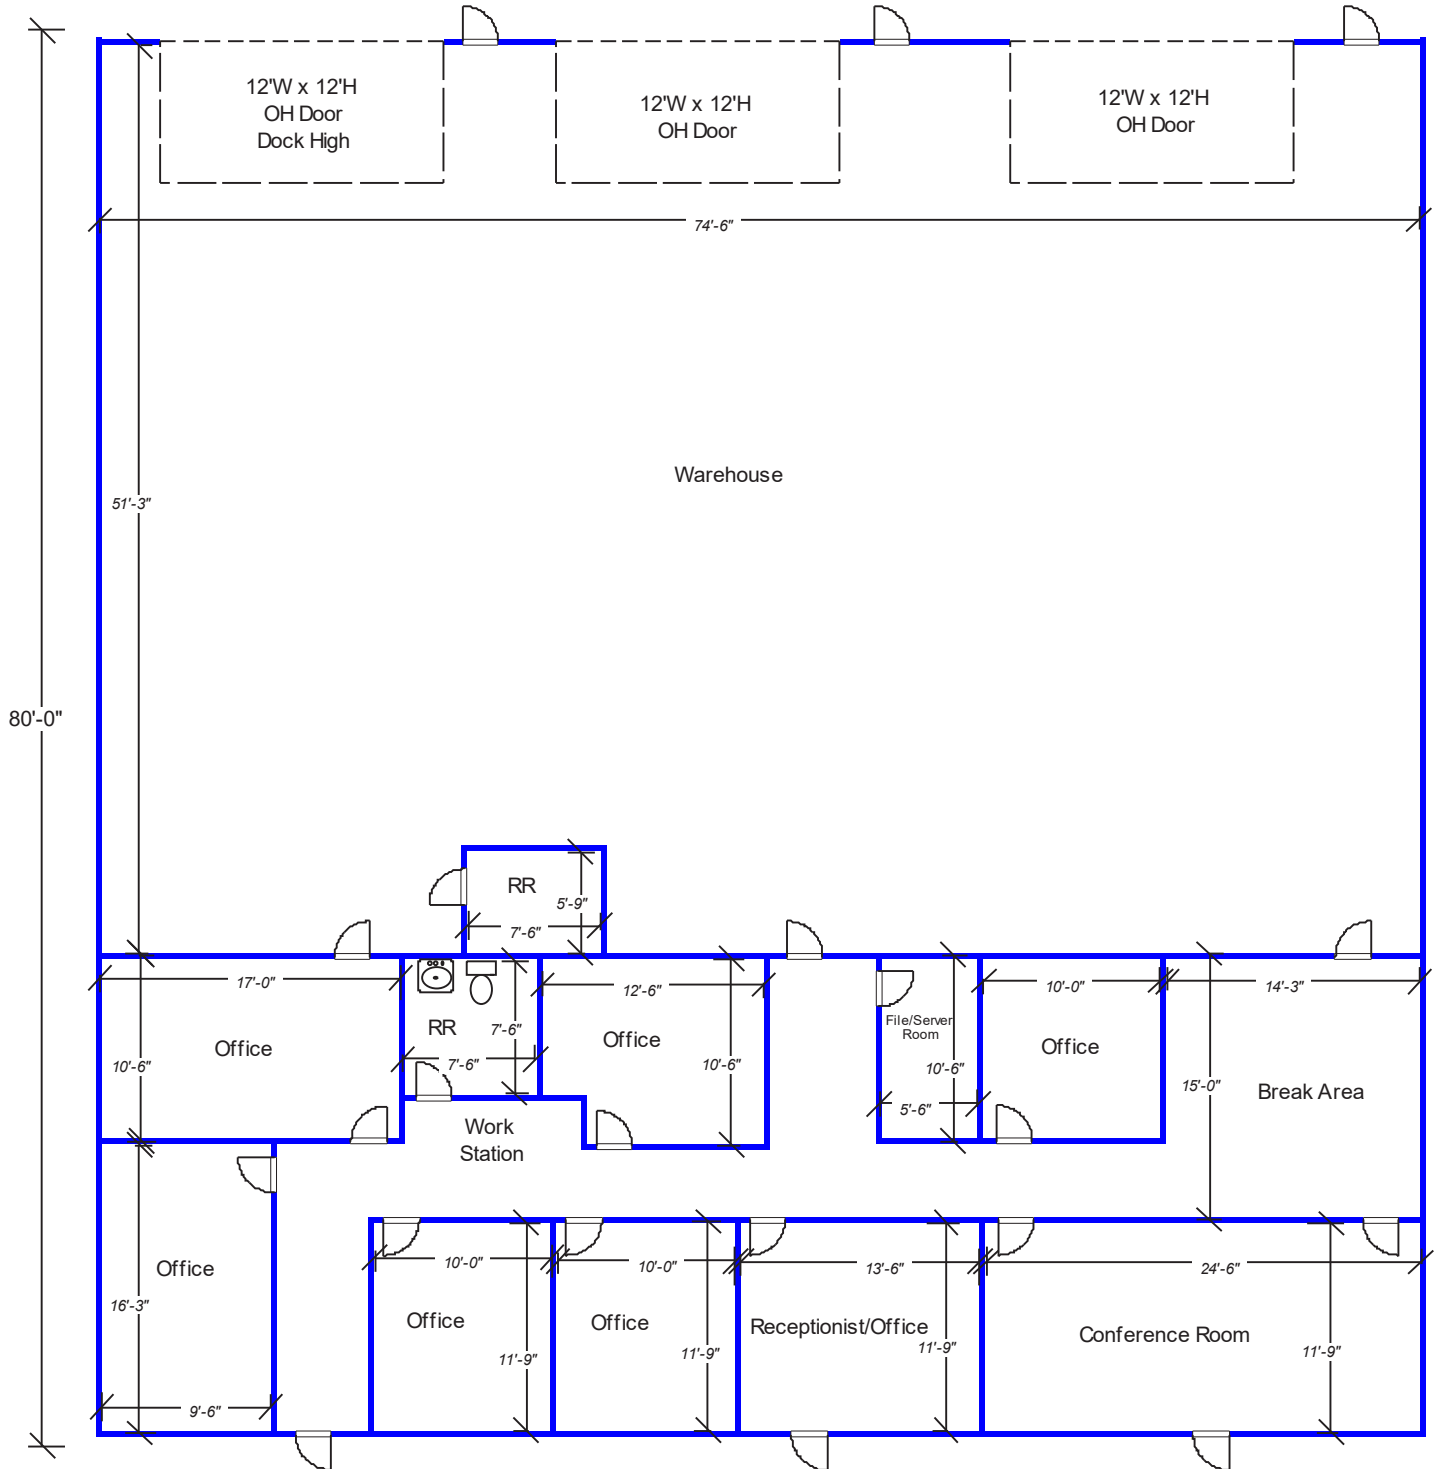 12'W x 12'H
OH Door
Dock High
12'W x 12'H
OH Door
12'W x 12'H
OH Door
74'-6"
Warehouse
51'-3"
80'-0"
RR
5'-9"
7'-6"
17'-0"
12'-6"
10'-0"
14'-3"
RR
7'-6"
7'-6"
File/Server
Room
Office
Office
Office
10'-6"
10'-6"
10'-6"
15'-0"
Break Area
5'-6"
Work
Station
Office
10'-0"
10'-0"
13'-6"
24'-6"
16'-3"
Office
Office
Receptionist/Office
Conference Room
11'-9"
11'-9"
11'-9"
11'-9"
9'-6"